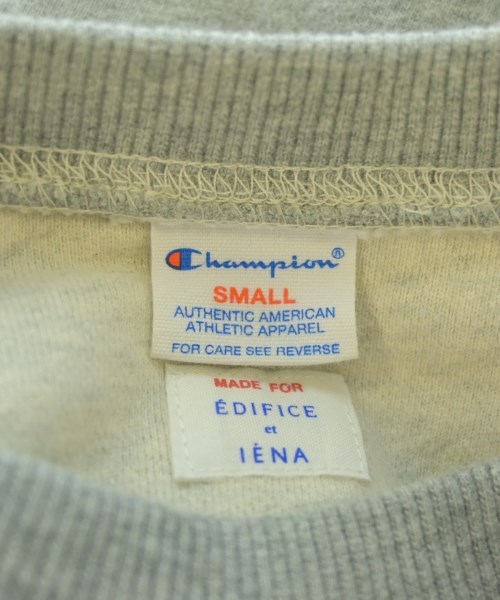 Champion®
SMALL
AUTHENTIC AMERICAN
ATHLETIC APPAREL
FOR CARE SEE REVERSE
MADE FOR
ÉDIFICE
et
IÉNA